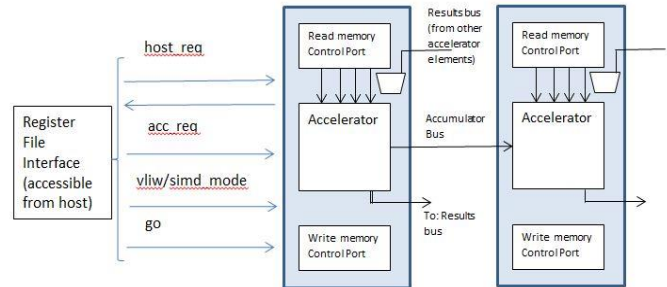 Register
File
Interface
(accessible
from host)
host_req
acc_req
vliw/simd_mode
go
Read memory
Control Port
Accelerator
Write memory
Control Port
Results bus
(from other
accelerator
elements)
Accumulator
Bus
To: Results
bus
Read memory
Control Port
Accelerator
Write memory
Control Port